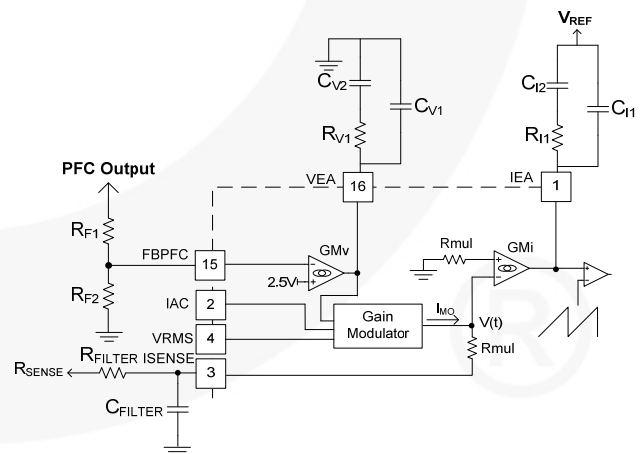 VREF
CV2
CV1
RV1
CI2
CI1
RI1
PFC Output
VEA
16
IEA
1
RF1
FBPFC
15
GMv
2.5V
Rmul
GMi
RF2
IAC
2
Gain
Modulator
IMO
V(t)
VRMS
4
Rmul
RSENSE
RFILTER
ISENSE
3
CFILTER
R